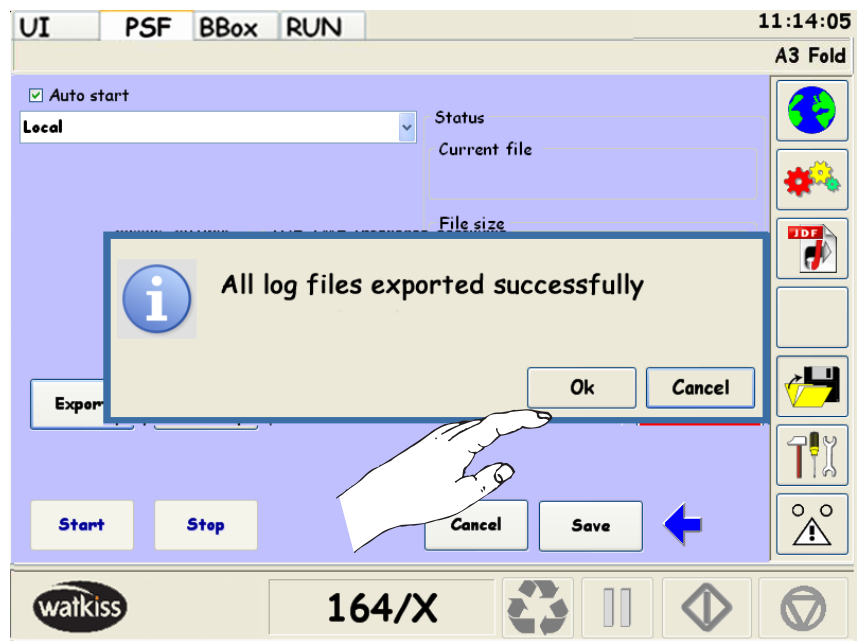 UI PSF BBox RUN 11:14:05
A3 Fold
Auto start
Local
Status
Current file
File size
JDF
All log files exported successfully
Ok Cancel
Expor
Start Stop Cancel Save
watkiss
164/X